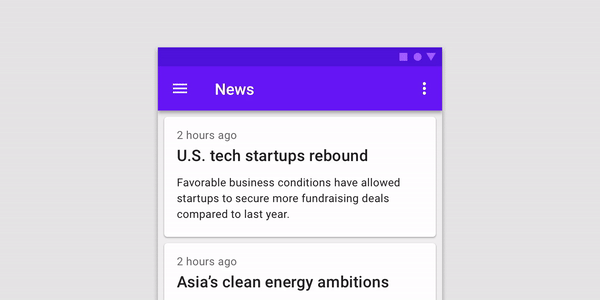 News
2 hours ago
U.S. tech startups rebound
Favorable business conditions have allowed
startups to secure more fundraising deals
compared to last year.
2 hours ago
Asia’s clean energy ambitions